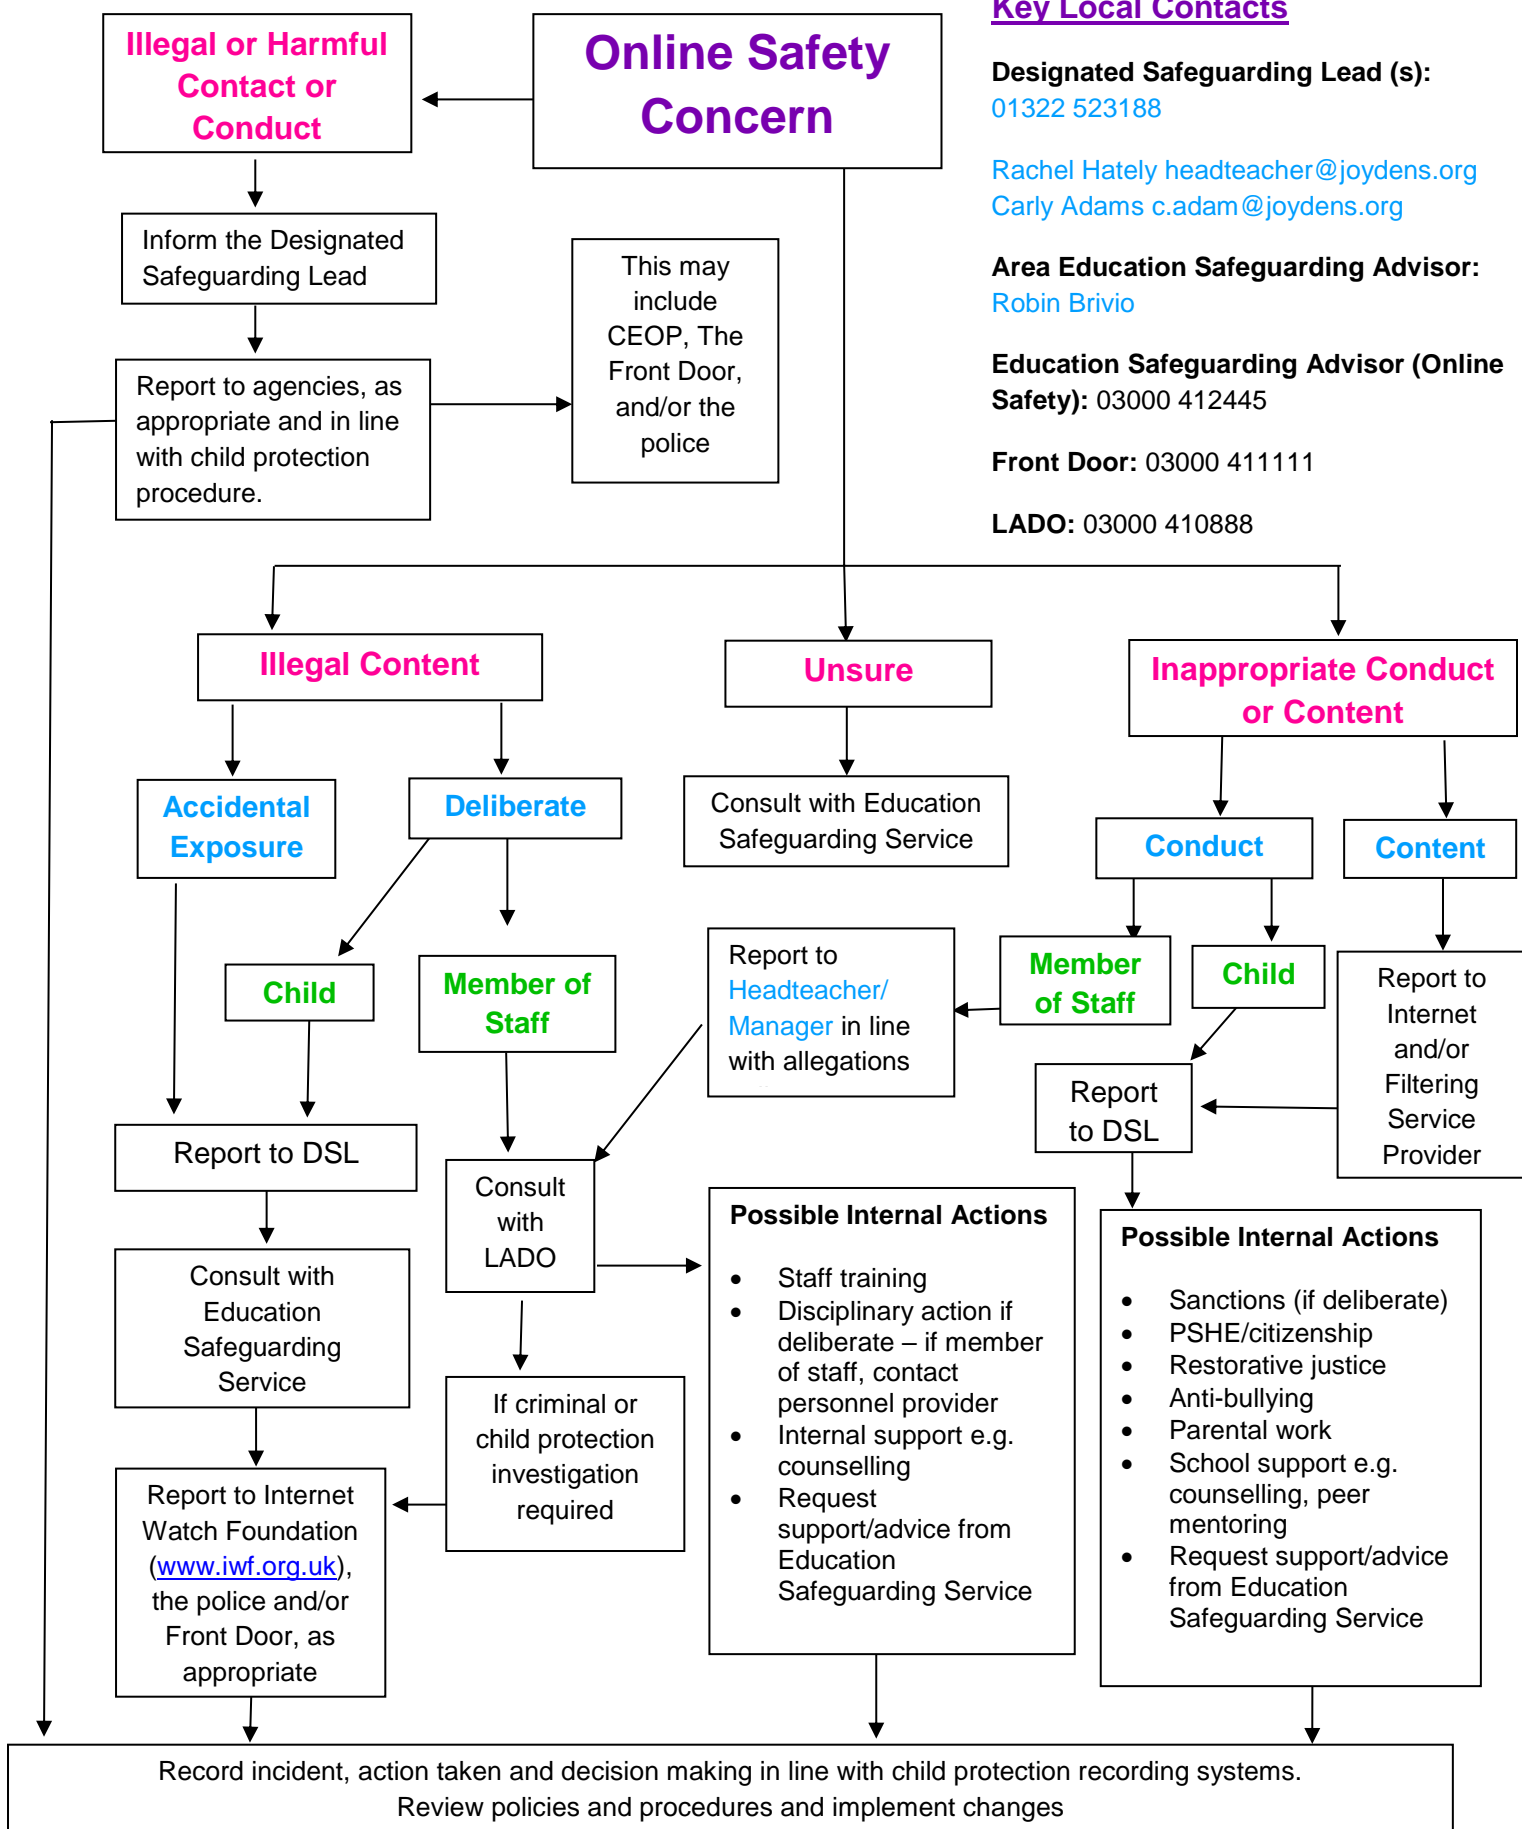 Key Local Contacts
Illegal or Harmful
Contact or
Conduct
Online Safety
Concern
Designated Safeguarding Lead (s):
01322 523188
Rachel Hately headteacher@joydens.org
Carly Adams c.adam@joydens.org
Area Education Safeguarding Advisor:
Robin Brivio
Education Safeguarding Advisor (Online
Safety): 03000 412445
Front Door: 03000 411111
LADO: 03000 410888
Inform the Designated
Safeguarding Lead
Report to agencies, as
appropriate and in line
with child protection
procedure.
This may
include
CEOP, The
Front Door,
and/or the
police
Illegal Content
Unsure
Inappropriate Conduct
or Content
Accidental
Exposure
Deliberate
Consult with Education
Safeguarding Service
Conduct
Content
Child
Member of
Staff
Report to
Headteacher/
Manager in line
with allegations
Member
of Staff
Child
Report to
Internet
and/or
Filtering
Service
Provider
Report to DSL
Report
to DSL
Consult
with
LADO
Consult with
Education
Safeguarding
Service
If criminal or
child protection
investigation
required
Report to Internet
Watch Foundation
(www.iwf.org.uk),
the police and/or
Front Door, as
appropriate
Possible Internal Actions
• Staff training
• Disciplinary action if
deliberate – if member
of staff, contact
personnel provider
• Internal support e.g.
counselling
• Request
support/advice from
Education
Safeguarding Service
Possible Internal Actions
• Sanctions (if deliberate)
• PSHE/citizenship
• Restorative justice
• Anti-bullying
• Parental work
• School support e.g.
counselling, peer
mentoring
• Request support/advice
from Education
Safeguarding Service
Record incident, action taken and decision making in line with child protection recording systems.
Review policies and procedures and implement changes